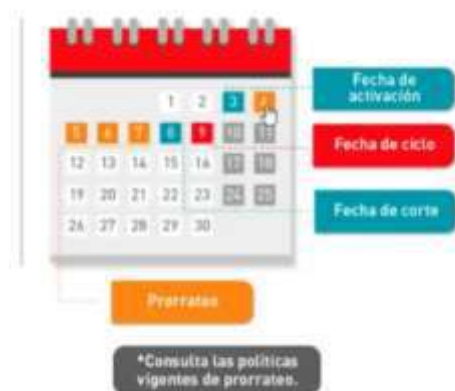 Fecha de
activación
1 2 3 4
5 6 7 8 9 10 11
Fecha de ciclo
12 13 14 15 16 17 18
19 20 21 22 23 24 25
Fecha de corte
26 27 28 29 30
Prorrateo
*Consulta las políticas
vigentes de prorrateo.